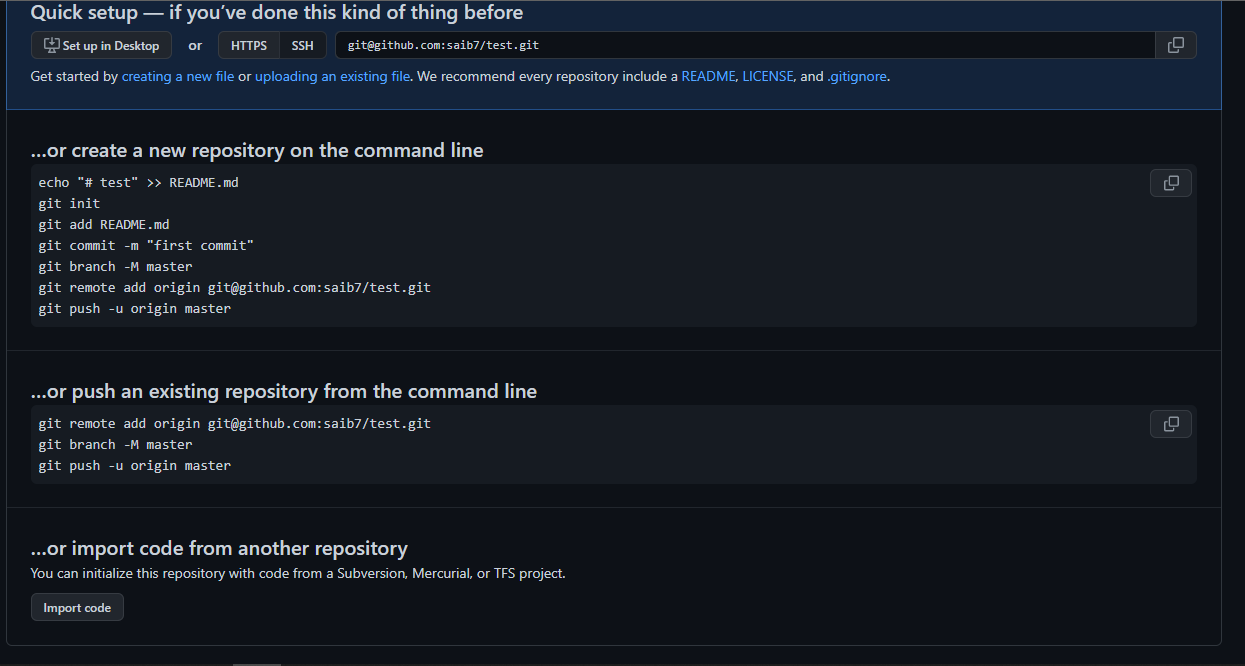 Quick setup — if you’ve done this kind of thing before
Set up in Desktop or HTTPS SSH git@github.com:saib7/test.git
Get started by creating a new file or uploading an existing file. We recommend every repository include a README, LICENSE, and .gitignore.
…or create a new repository on the command line
echo "# test" >> README.md
git init
git add README.md
git commit -m "first commit"
git branch -M master
git remote add origin git@github.com:saib7/test.git
git push -u origin master
…or push an existing repository from the command line
git remote add origin git@github.com:saib7/test.git
git branch -M master
git push -u origin master
…or import code from another repository
You can initialize this repository with code from a Subversion, Mercurial, or TFS project.
Import code